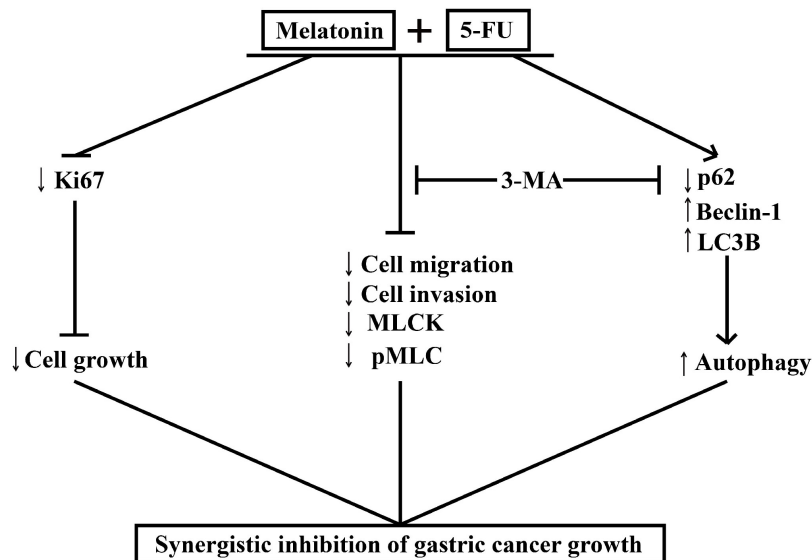 Melatonin + 5-FU
↓ Ki67
3-MA
↓ p62
↑ Beclin-1
↑ LC3B
↓ Cell migration
↓ Cell invasion
↓ MLCK
↓ pMLC
↓ Cell growth
↑ Autophagy
Synergistic inhibition of gastric cancer growth